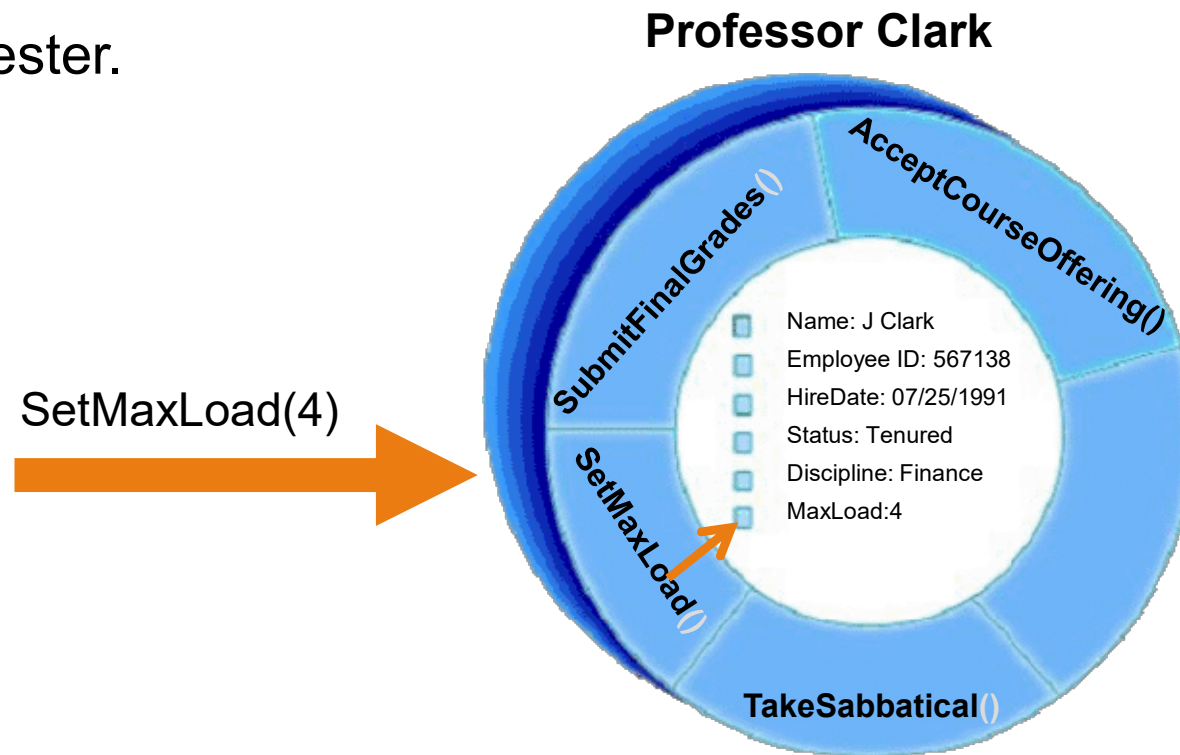 ester.
Professor Clark
AcceptCourseOffering()
SubmitFinalGrades()
Name: J Clark
Employee ID: 567138
HireDate: 07/25/1991
Status: Tenured
Discipline: Finance
MaxLoad:4
SetMaxLoad(4)
SetMaxLoad()
TakeSabbatical()